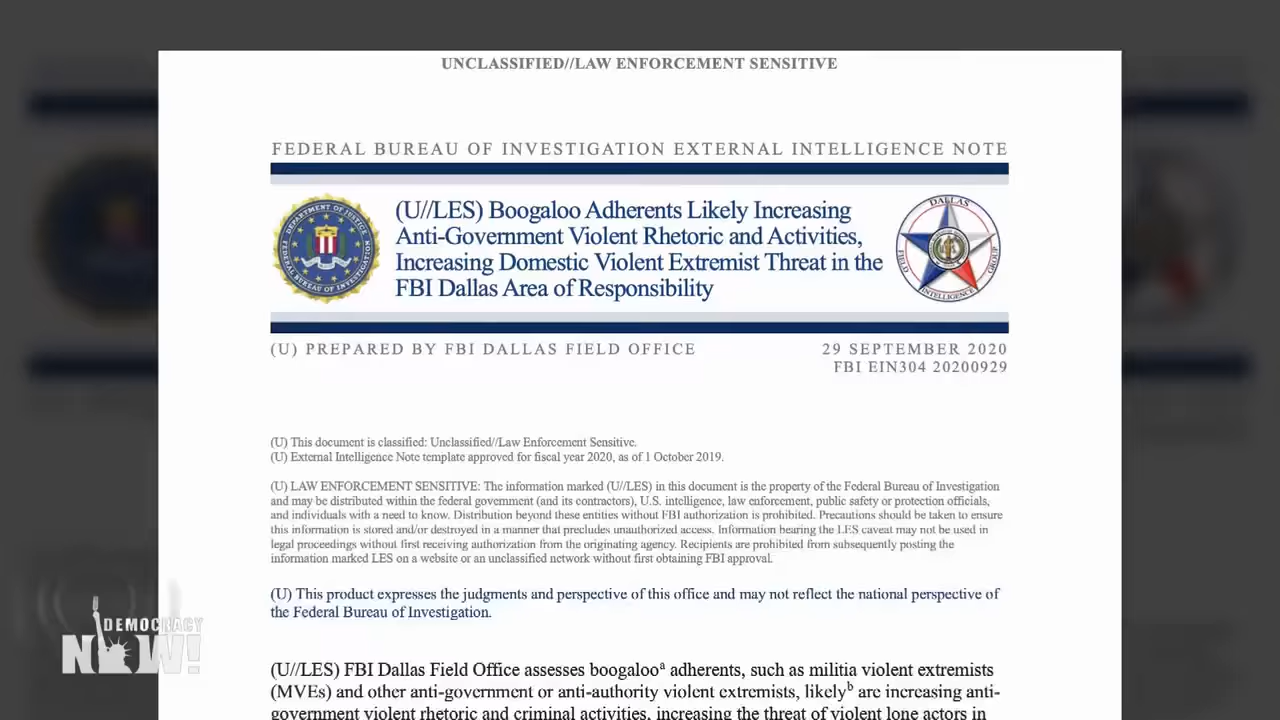 UNCLASSIFIED//LAW ENFORCEMENT SENSITIVE
FEDERAL BUREAU OF INVESTIGATION EXTERNAL INTELLIGENCE NOTE
DEPARTMENT OF JUSTICE
FEDERAL BUREAU OF INVESTIGATION
(U//LES) Boogaloo Adherents Likely Increasing
Anti-Government Violent Rhetoric and Activities,
Increasing Domestic Violent Extremist Threat in the
FBI Dallas Area of Responsibility
DALLAS
FIELD
GROUP
INTELLIGENCE
(U) PREPARED BY FBI DALLAS FIELD OFFICE
29 SEPTEMBER 2020
FBI EIN304 20200929
(U) This document is classified: Unclassified//Law Enforcement Sensitive.
(U) External Intelligence Note template approved for fiscal year 2020, as of 1 October 2019.
(U) LAW ENFORCEMENT SENSITIVE: The information marked (U//LES) in this document is the property of the Federal Bureau of Investigation
and may be distributed within the federal government (and its contractors), U.S. intelligence, law enforcement, public safety or protection officials,
and individuals with a need to know. Distribution beyond these entities without FBI authorization is prohibited. Precautions should be taken to ensure
this information is stored and/or destroyed in a manner that precludes unauthorized access. Information bearing the LES caveat may not be used in
legal proceedings without first receiving authorization from the originating agency. Recipients are prohibited from subsequently posting the
information marked LES on a website or an unclassified network without first obtaining FBI approval.
(U) This product expresses the judgments and perspective of this office and may not reflect the national perspective of
the Federal Bureau of Investigation.
DEMOCRACY
NOW!
(U//LES) FBI Dallas Field Office assesses boogalooᵃ adherents, such as militia violent extremists
(MVEs) and other anti-government or anti-authority violent extremists, likelyᵇ are increasing anti-
government violent rhetoric and criminal activities, increasing the threat of violent lone actors in